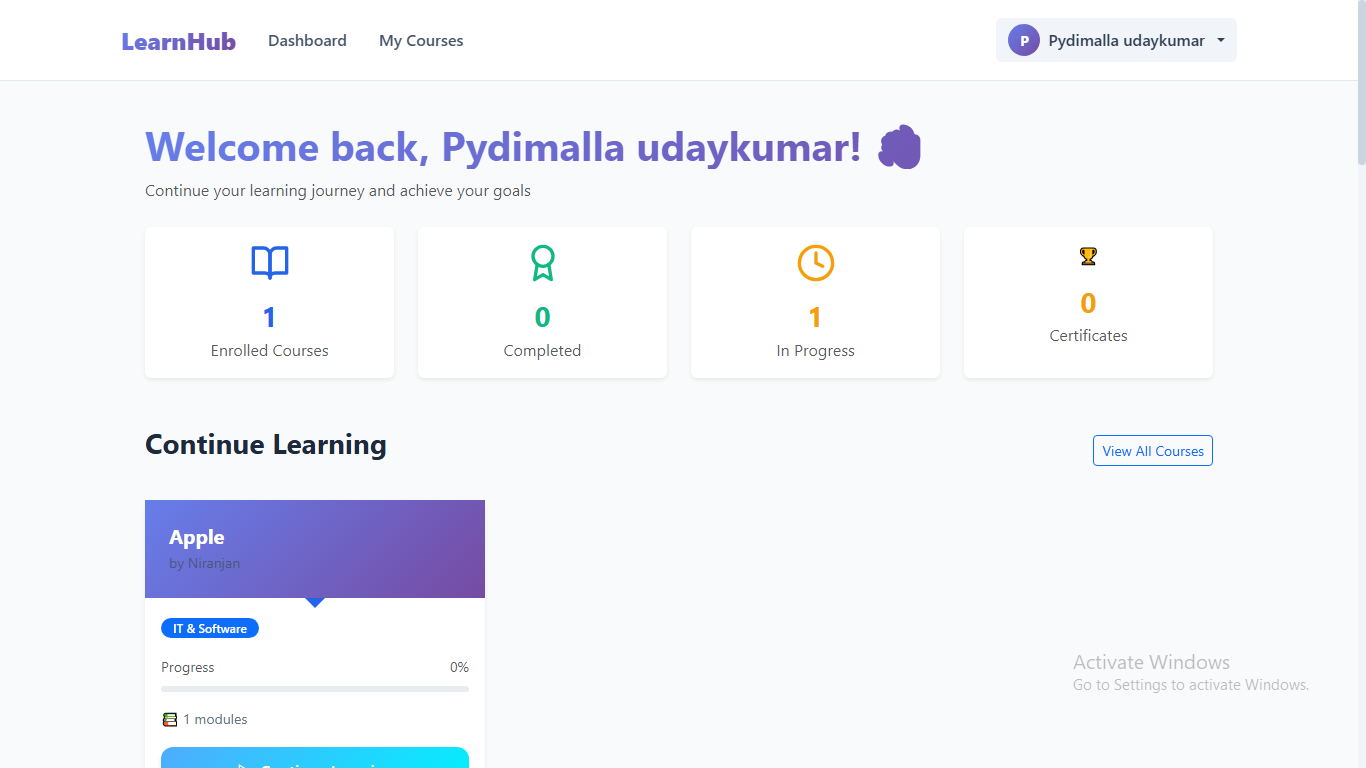 LearnHub Dashboard My Courses P Pydimalla udaykumar
Welcome back, Pydimalla udaykumar!
Continue your learning journey and achieve your goals
1 0 1 0
Enrolled Courses Completed In Progress Certificates
Continue Learning View All Courses
Apple
by Niranjan
IT & Software
Progress 0%
1 modules
Activate Windows
Go to Settings to activate Windows.